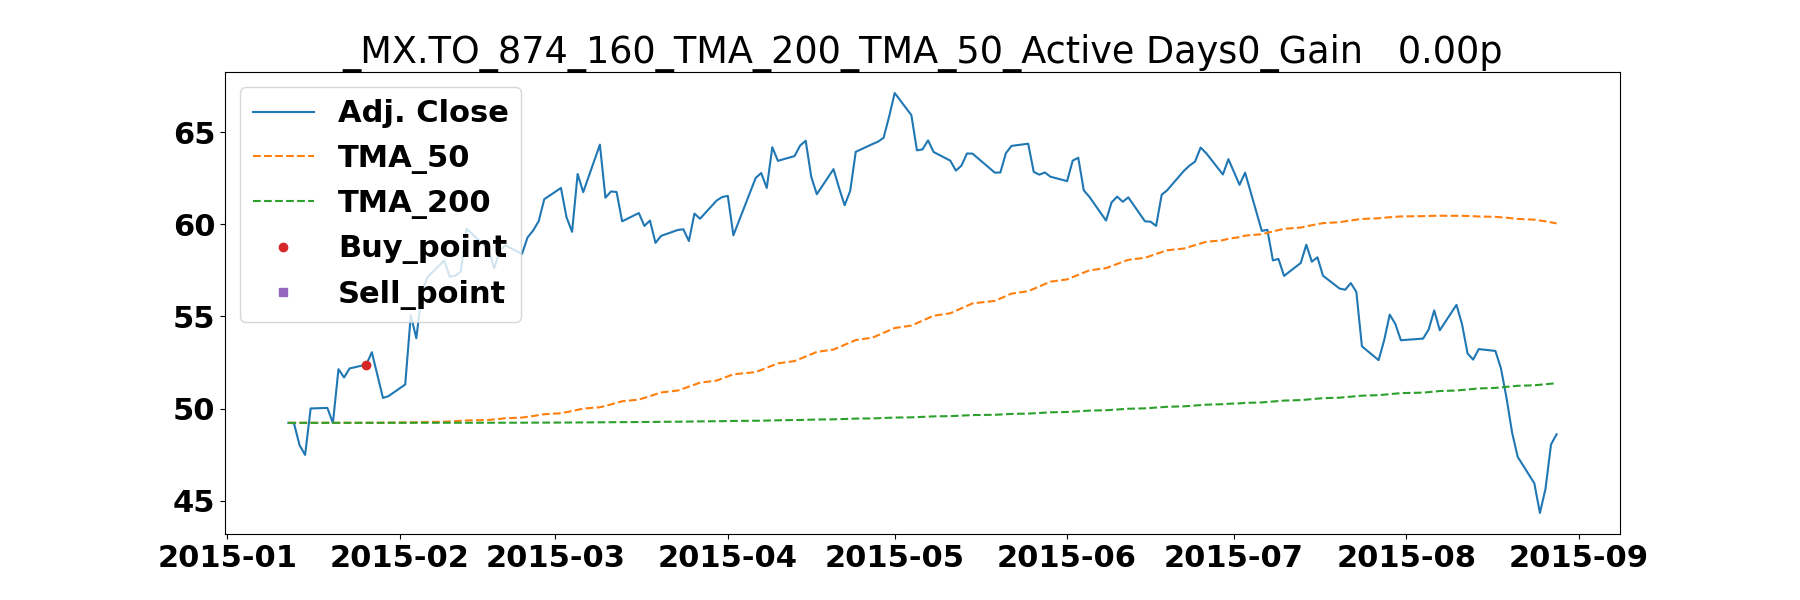 _MX.TO_874_160_TMA_200_TMA_50_Active Days0_Gain   0.00p
Adj. Close
TMA_50
TMA_200
Buy_point
Sell_point
65
60
55
50
45
2015-01 2015-02 2015-03 2015-04 2015-05 2015-06 2015-07 2015-08 2015-09